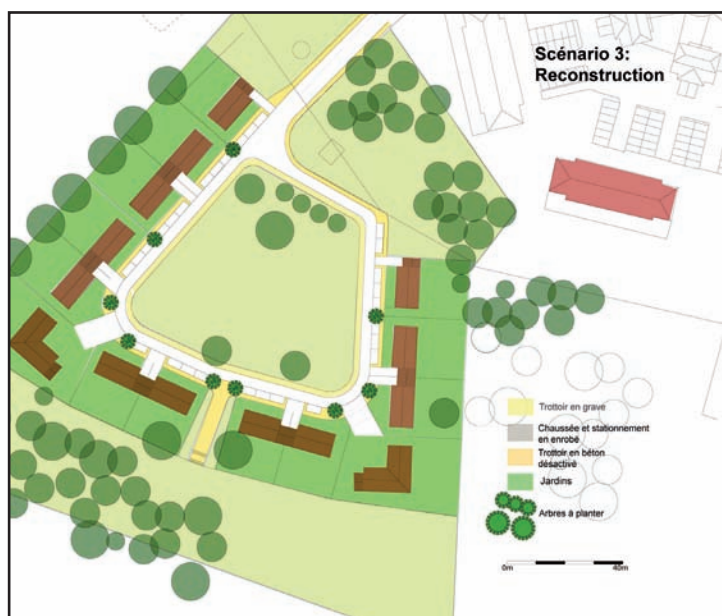 Scénario 3:
Reconstruction
Trottoir en grave
Chaussée et stationnement
en enrobé
Trottoir en béton
désactivé
Jardins
Arbres à planter
0m 40m